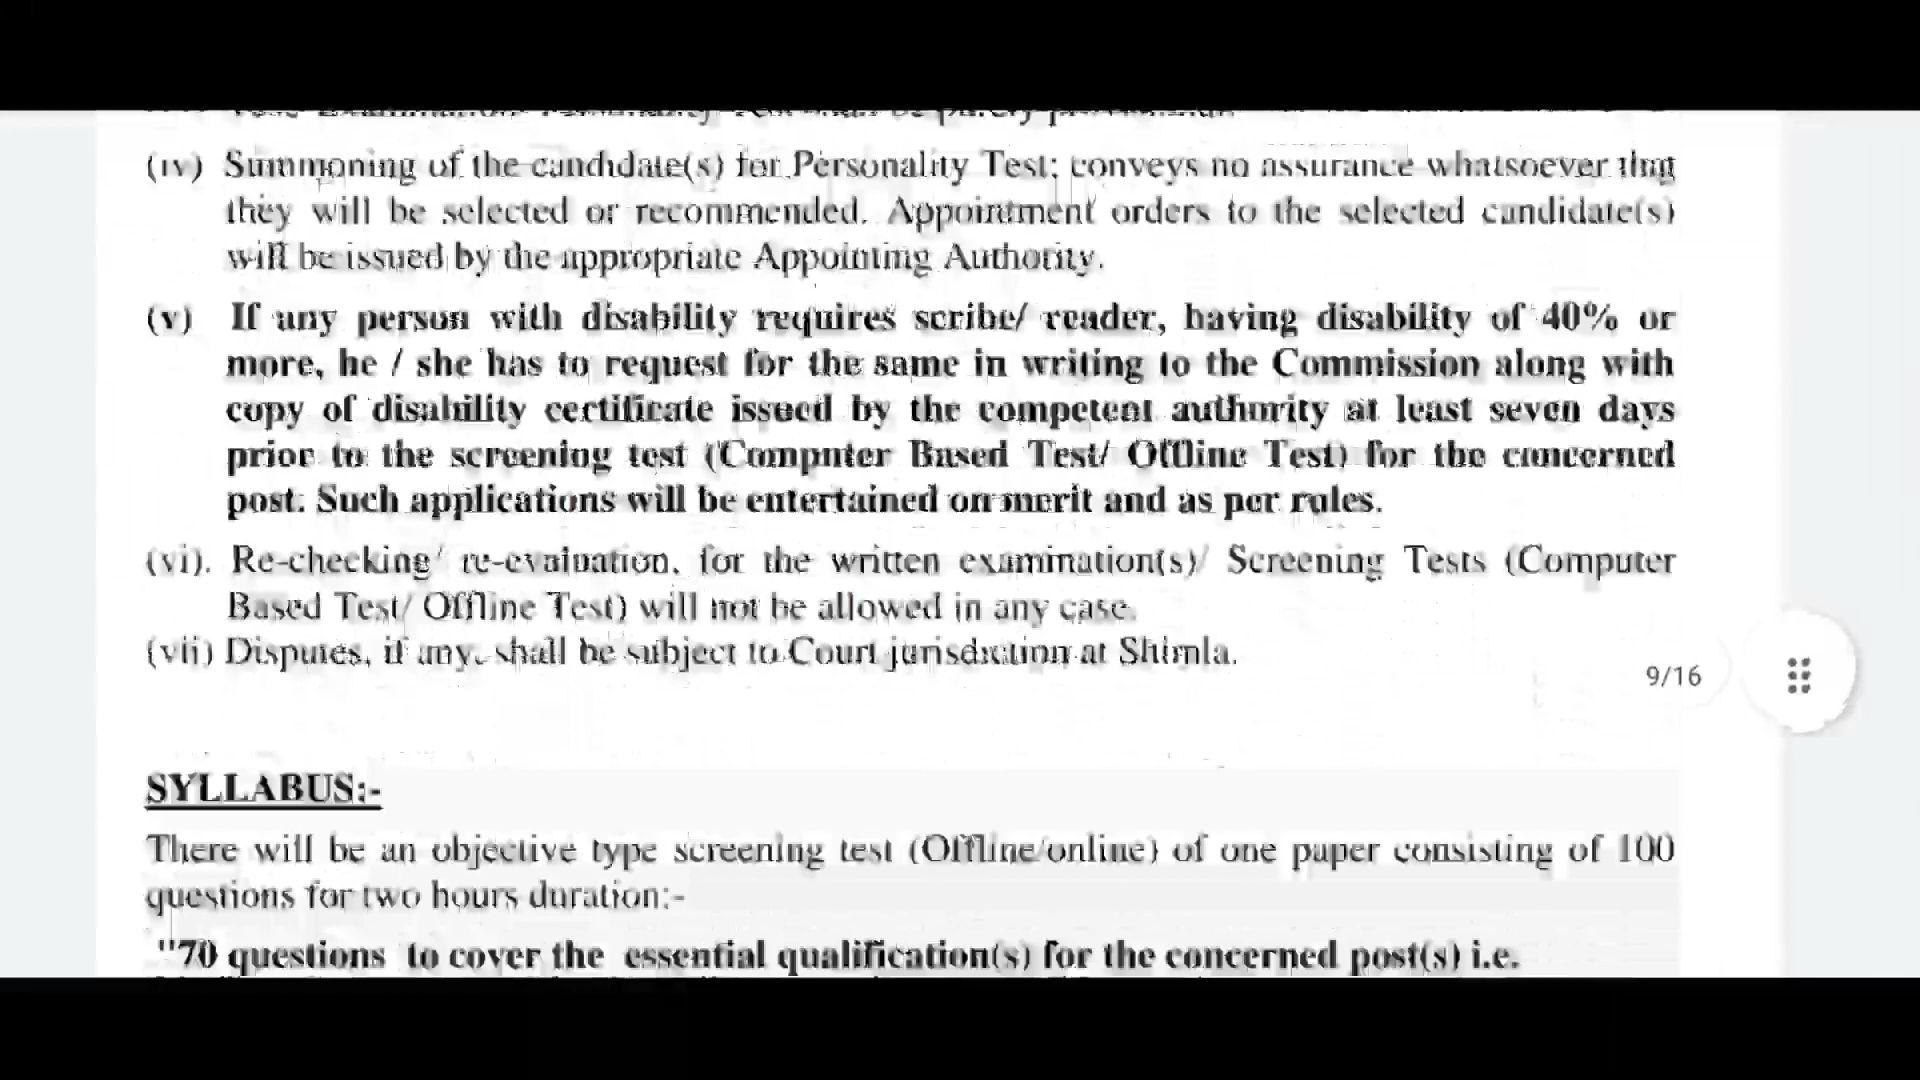 (iv) Summoning of the candidate(s) for Personality Test; conveys no assurance whatsoever that
they will be selected or recommended. Appointment orders to the selected candidate(s)
will be issued by the appropriate Appointing Authority.
(v) If any person with disability requires scribe/ reader, having disability of 40% or
more, he / she has to request for the same in writing to the Commission along with
copy of disability certificate issued by the competent authority at least seven days
prior to the screening test (Computer Based Test/ Offline Test) for the concerned
post. Such applications will be entertained on merit and as per rules.
(vi). Re-checking/ re-evaluation, for the written examination(s)/ Screening Tests (Computer
Based Test/ Offline Test) will not be allowed in any case.
(vii) Disputes, if any, shall be subject to Court jurisdiction at Shimla.
9/16
SYLLABUS:-
There will be an objective type screening test (Offline/online) of one paper consisting of 100
questions for two hours duration:-
"70 questions to cover the essential qualification(s) for the concerned post(s) i.e.